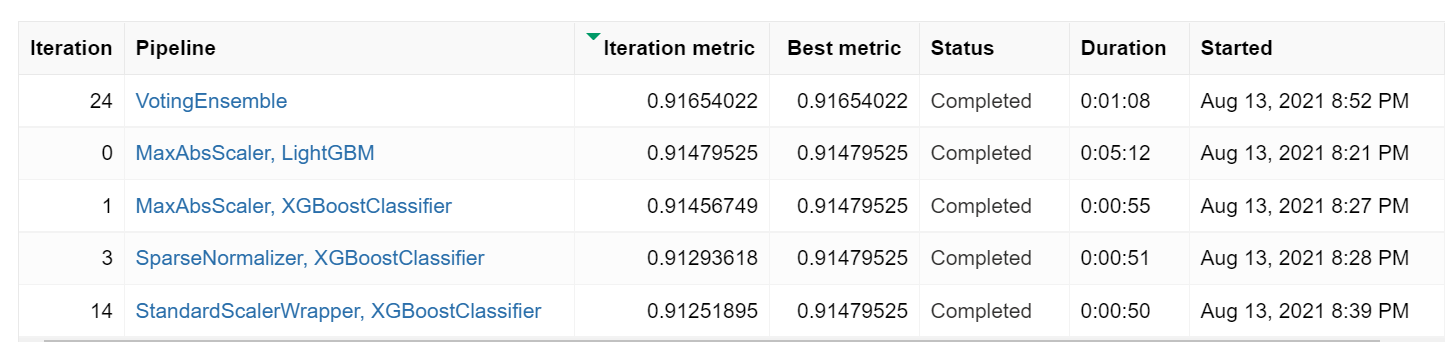 Iteration Pipeline Iteration metric Best metric Status Duration Started
24 VotingEnsemble 0.91654022 0.91654022 Completed 0:01:08 Aug 13, 2021 8:52 PM
0 MaxAbsScaler, LightGBM 0.91479525 0.91479525 Completed 0:05:12 Aug 13, 2021 8:21 PM
1 MaxAbsScaler, XGBoostClassifier 0.91456749 0.91479525 Completed 0:00:55 Aug 13, 2021 8:27 PM
3 SparseNormalizer, XGBoostClassifier 0.91293618 0.91479525 Completed 0:00:51 Aug 13, 2021 8:28 PM
14 StandardScalerWrapper, XGBoostClassifier 0.91251895 0.91479525 Completed 0:00:50 Aug 13, 2021 8:39 PM